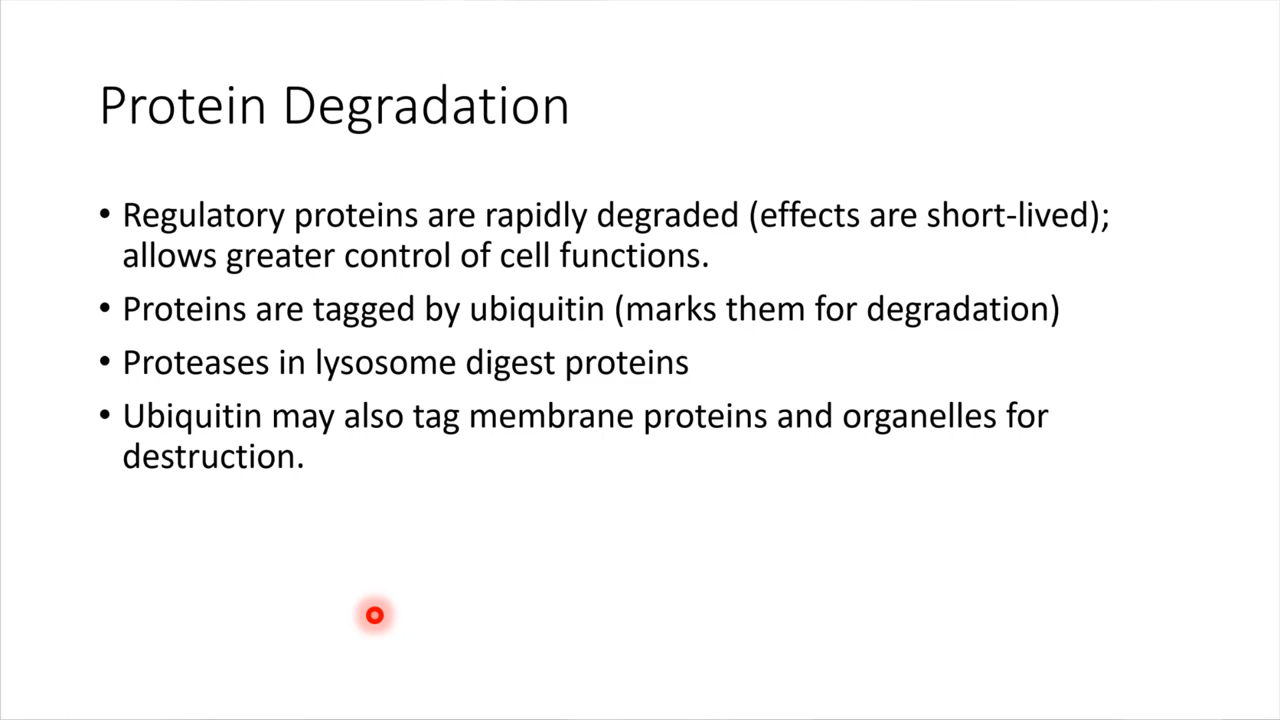 Protein Degradation
• Regulatory proteins are rapidly degraded (effects are short-lived);
allows greater control of cell functions.
• Proteins are tagged by ubiquitin (marks them for degradation)
• Proteases in lysosome digest proteins
• Ubiquitin may also tag membrane proteins and organelles for
destruction.